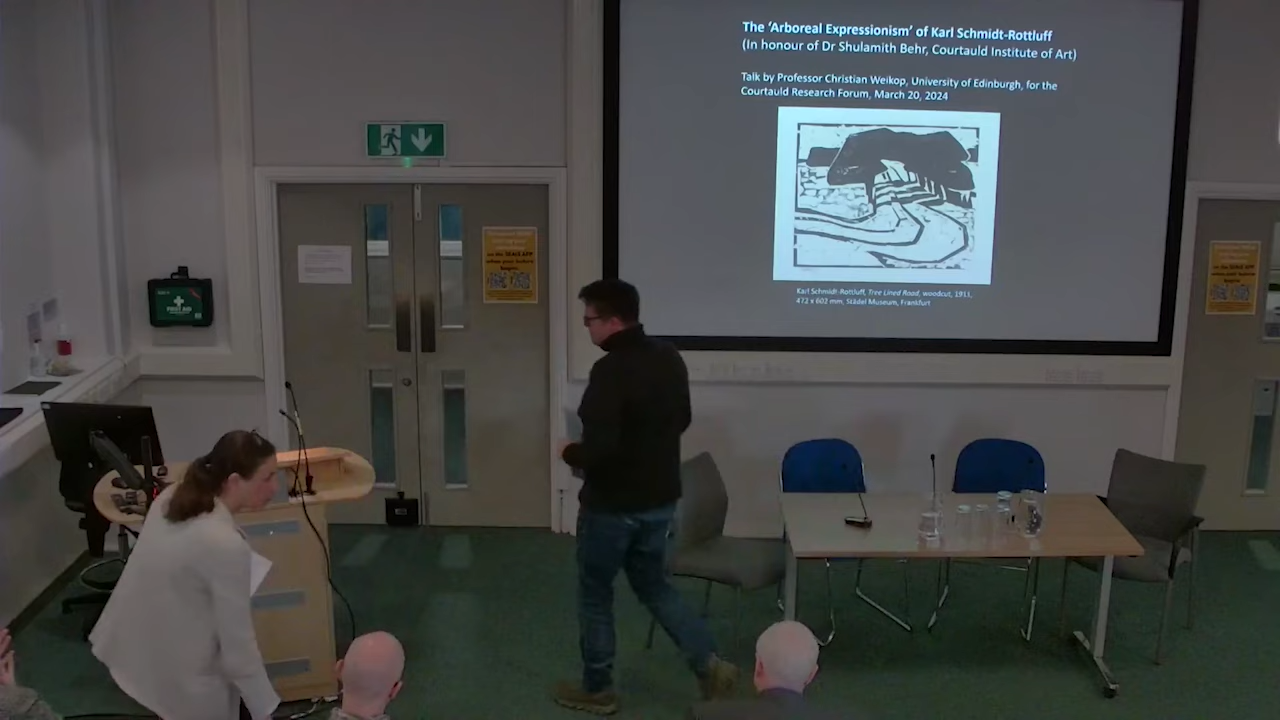 The ‘Arboreal Expressionism’ of Karl Schmidt-Rottluff
(In honour of Dr Shulamith Behr, Courtauld Institute of Art)
Talk by Professor Christian Weikop, University of Edinburgh, for the
Courtauld Research Forum, March 20, 2024
Karl Schmidt-Rottluff, Tree Lined Road, woodcut, 1911,
472 x 602 mm, Städel Museum, Frankfurt
FIRST AID